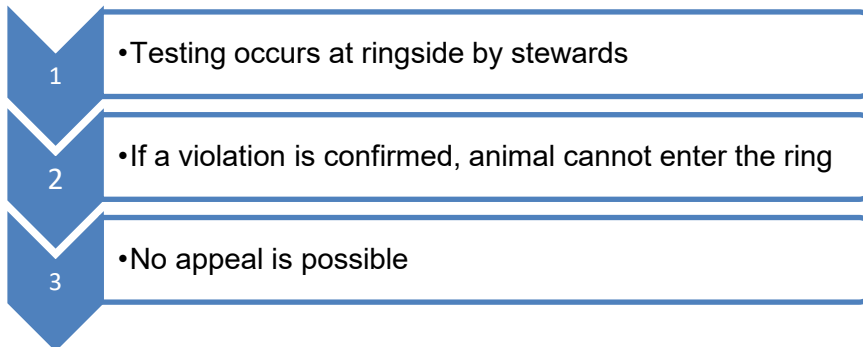 1
•Testing occurs at ringside by stewards
2
•If a violation is confirmed, animal cannot enter the ring
3
•No appeal is possible